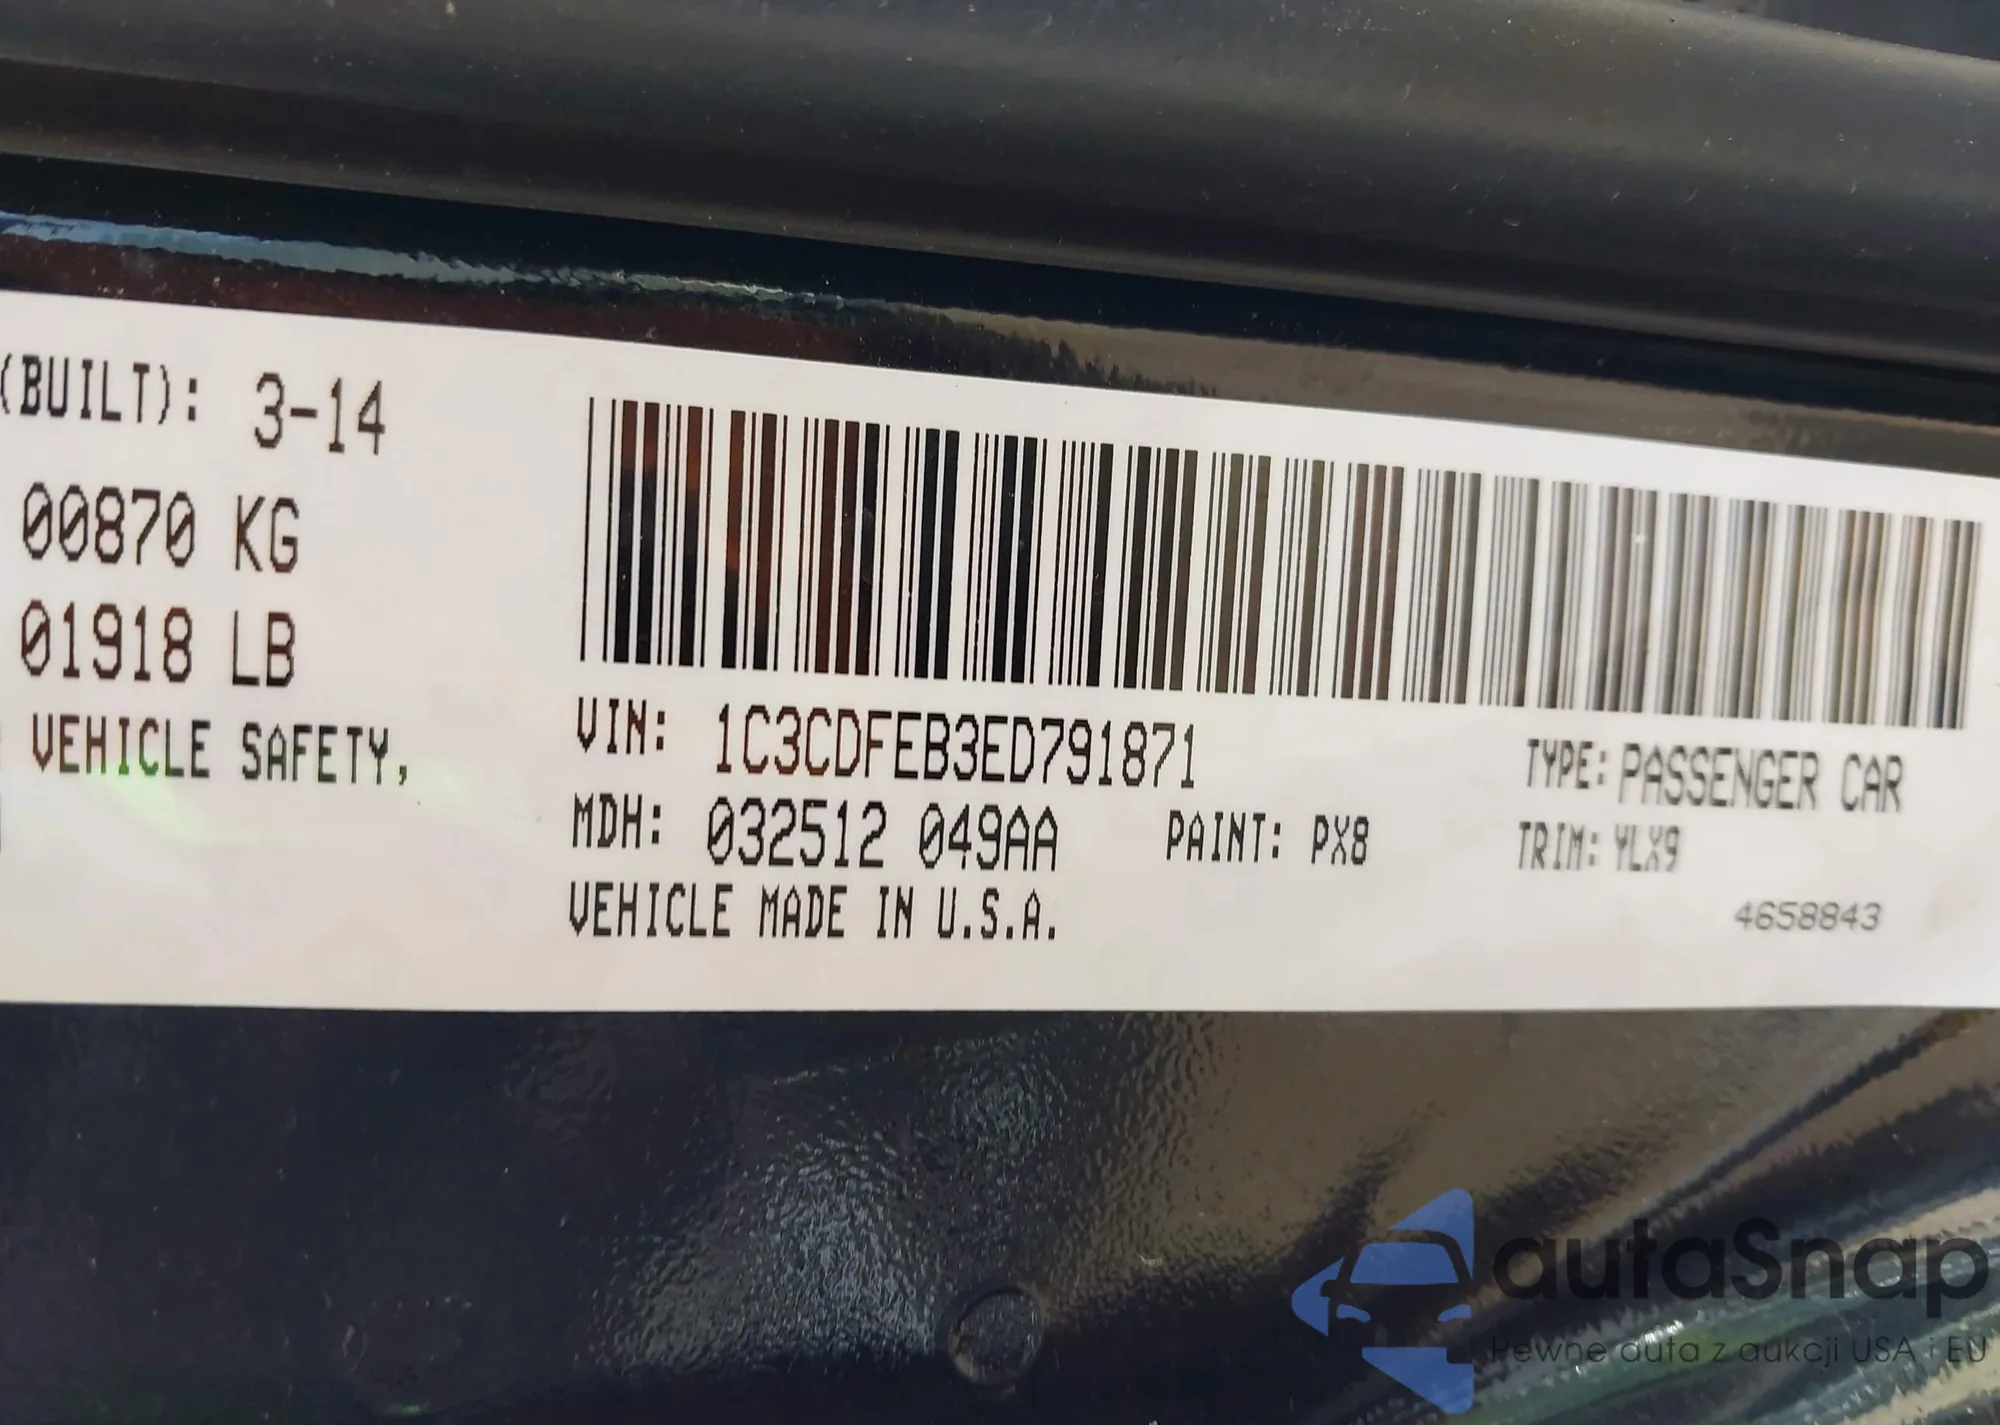 (BUILT): 3-14
00870 KG
01918 LB
VEHICLE SAFETY,
VIN: 1C3CDFEB3ED791871
TYPE: PASSENGER CAR
MDH: 032512 049AA
PAINT: PX8
TRIM: YLX9
VEHICLE MADE IN U.S.A.
4658843
autaSnap
Pewne auta z aukcji USA i EU